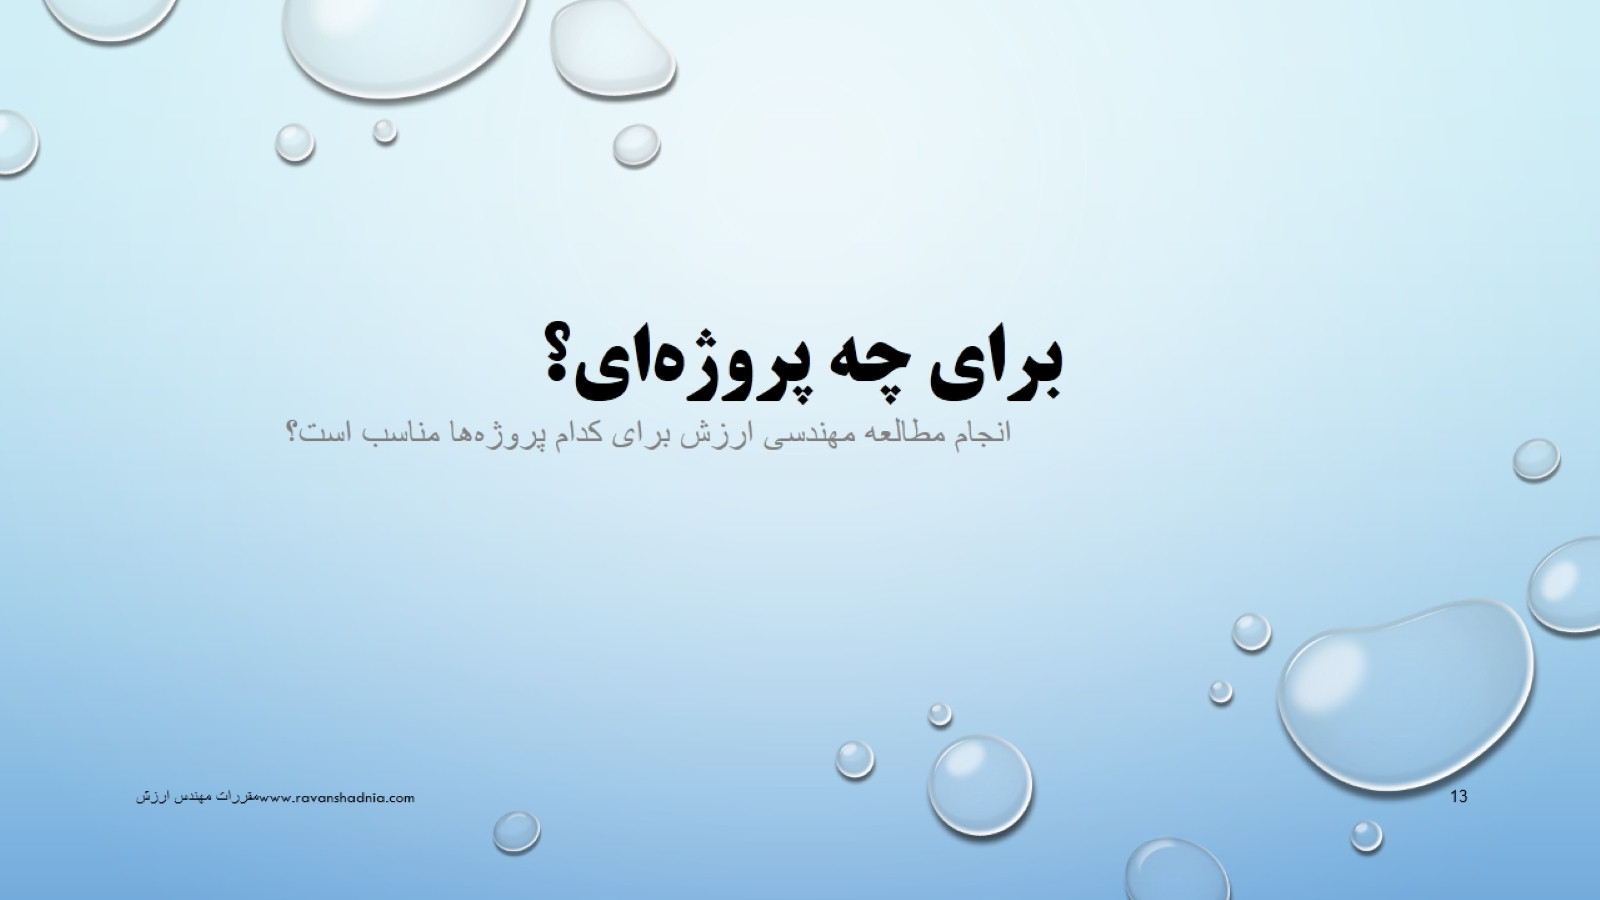 برای چه پروژه‌ای؟
انجام مطالعه مهندسی ارزش برای کدام پروژه‌ها مناسب است؟
مقررات مهندس ارزشwww.ravanshadnia.com
13